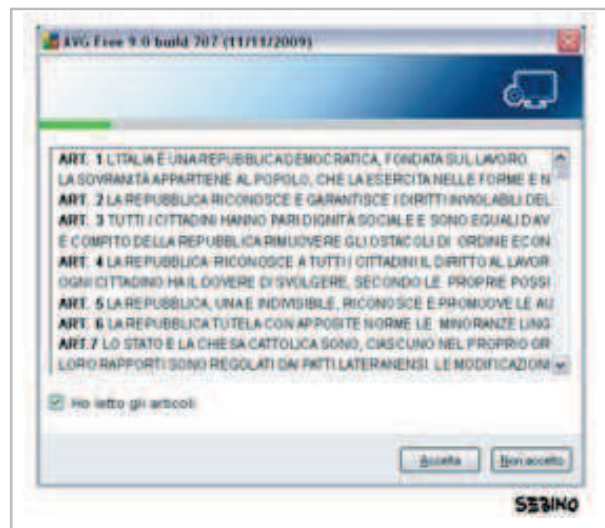 AVG Free 9.0 build 707 (11/11/2009)
ART. 1 L'ITALIA E UNA REPUBBLICA DEMOCRATICA, FONDATA SUL LAVORO.
LA SOVRANITÀ APPARTIENE AL POPOLO, CHE LA ESERCITA NELLE FORME E N
ART. 2 LA REPUBBLICA RICONOSCE E GARANTISCE I DIRITTI INVIOLABILI DEL
ART. 3 TUTTI I CITTADINI HANNO PARI DIGNITÀ SOCIALE E SONO EGUALI DAV
E COMPITO DELLA REPUBBLICA RIMUOVERE GLI OSTACOLI DI ORDINE ECON
ART. 4 LA REPUBBLICA RICONOSCE A TUTTI I CITTADINI IL DIRITTO AL LAVOR
OGNI CITTADINO HA IL DOVERE DI SVOLGERE, SECONDO LE PROPRIE POSSI
ART. 5 LA REPUBBLICA, UNA E INDIVISIBILE, RICONOSCE E PROMUOVE LE AU
ART. 6 LA REPUBBLICA TUTELA CON APPOSITE NORME LE MINORANZE LING
ART.7 LO STATO E LA CHIESA CATTOLICA SONO, CIASCUNO NEL PROPRIO OR
LORO RAPPORTI SONO REGOLATI DAI PATTI LATERANENSI. LE MODIFICAZIONI
Ho letto gli articoli
Accetta
Non accetto
SEBINO